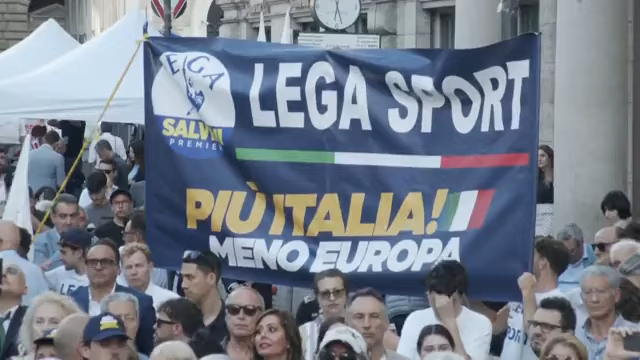 LEGA
SALVINI
PREMIER
LEGA SPORT
PIÙ ITALIA!
MENO EUROPA